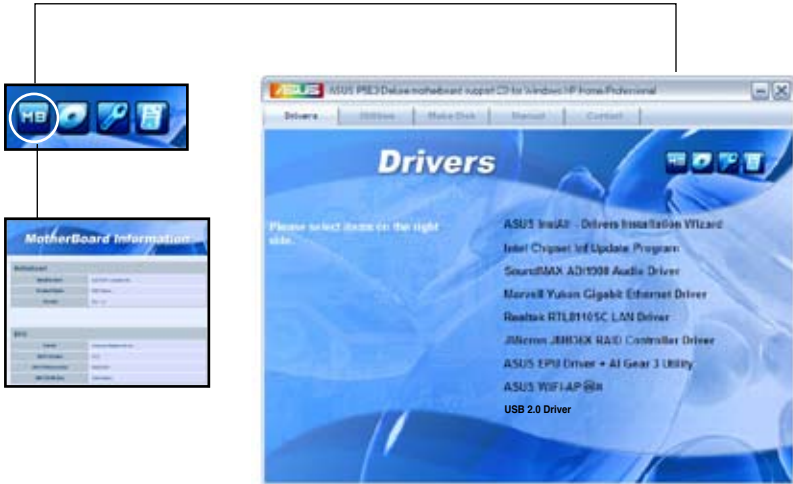 ASUS P5E3 Deluxe motherboard support CD for Windows XP Home/Professional
Drivers Utilities Make Disk Manual Contact
Drivers
MB
Please select items on the right
side.
ASUS InstAll - Drivers Installation Wizard
Intel Chipset Inf Update Program
SoundMAX ADI1988 Audio Driver
Marvell Yukon Gigabit Ethernet Driver
Realtek RTL8110SC LAN Driver
JMicron JMB36X RAID Controller Driver
ASUS EPU Driver + AI Gear 3 Utility
ASUS WIFI-AP @n
USB 2.0 Driver
MotherBoard Information